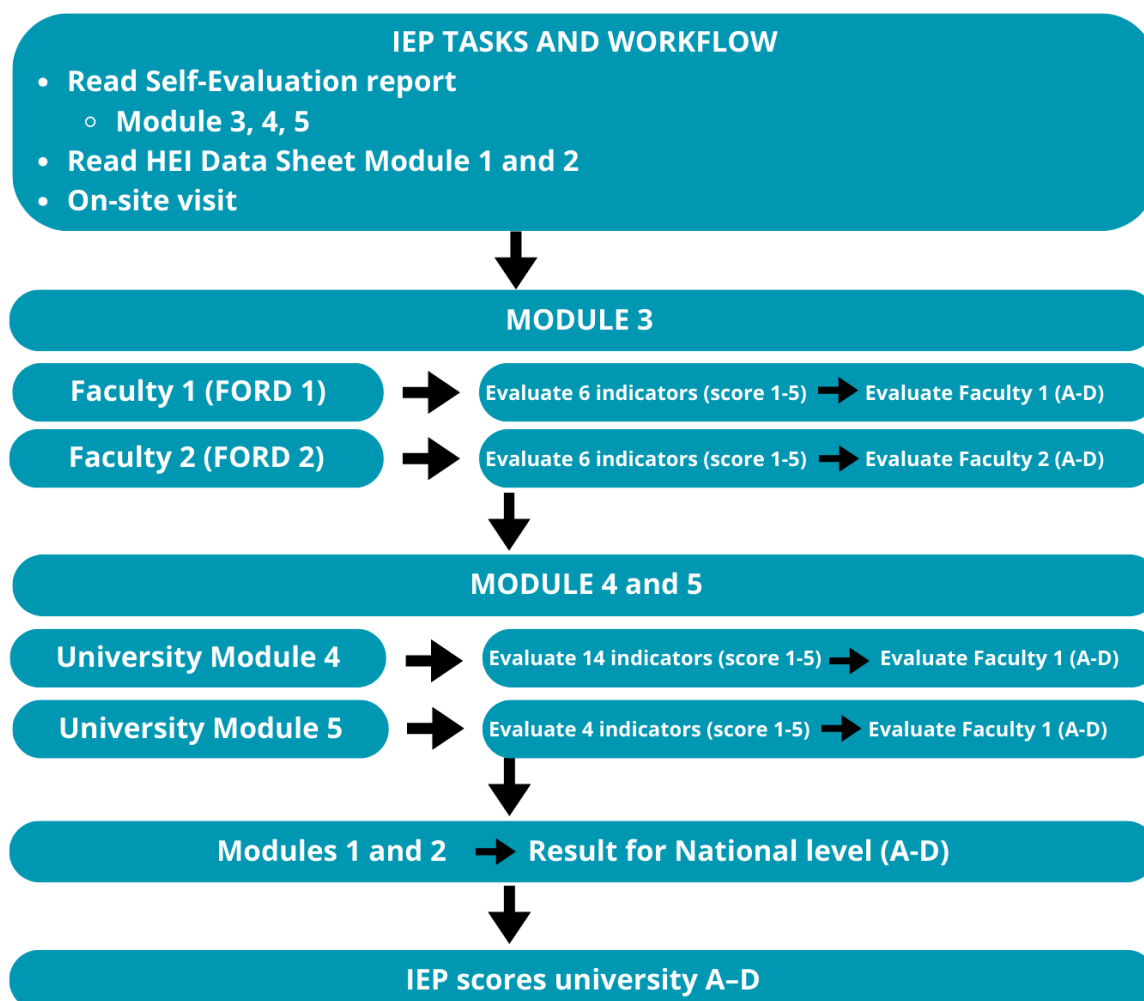 IEP TASKS AND WORKFLOW
• Read Self-Evaluation report
◦ Module 3, 4, 5
• Read HEI Data Sheet Module 1 and 2
• On-site visit
MODULE 3
Faculty 1 (FORD 1)
Evaluate 6 indicators (score 1-5)
Evaluate Faculty 1 (A-D)
Faculty 2 (FORD 2)
Evaluate 6 indicators (score 1-5)
Evaluate Faculty 2 (A-D)
MODULE 4 and 5
University Module 4
Evaluate 14 indicators (score 1-5)
Evaluate Faculty 1 (A-D)
University Module 5
Evaluate 4 indicators (score 1-5)
Evaluate Faculty 1 (A-D)
Modules 1 and 2
Result for National level (A-D)
IEP scores university A–D